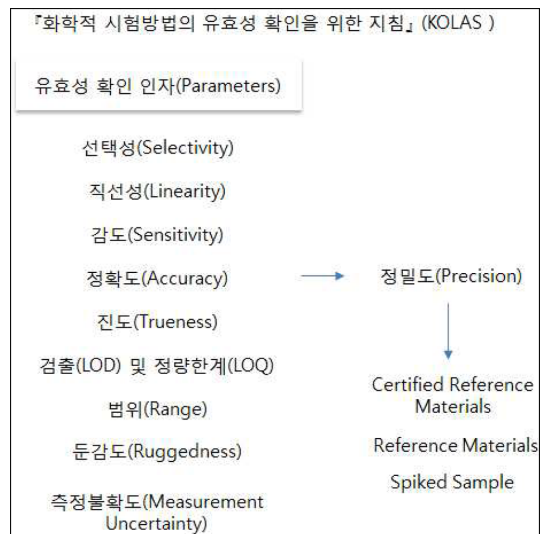 『화학적 시험방법의 유효성 확인을 위한 지침』 (KOLAS )
유효성 확인 인자(Parameters)
선택성(Selectivity)
직선성(Linearity)
감도(Sensitivity)
정확도(Accuracy)
진도(Trueness)
검출(LOD) 및 정량한계(LOQ)
범위(Range)
둔감도(Ruggedness)
측정불확도(Measurement
Uncertainty)
정밀도(Precision)
Certified Reference
Materials
Reference Materials
Spiked Sample